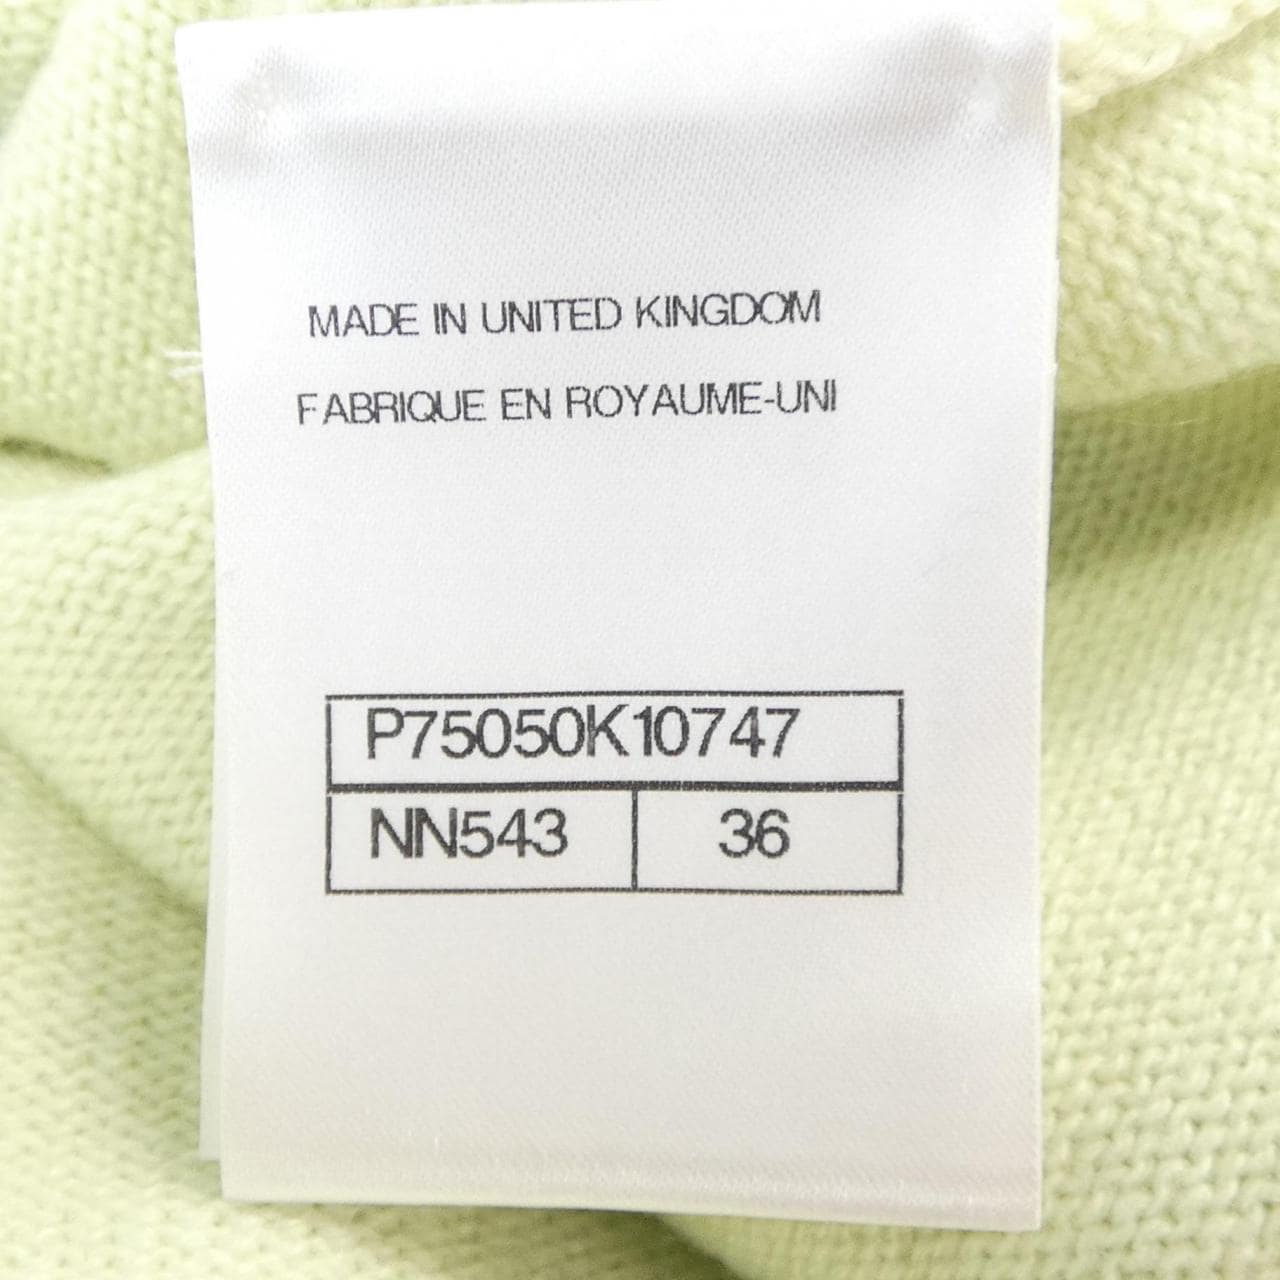 MADE IN UNITED KINGDOM
FABRIQUE EN ROYAUME-UNI
P75050K10747
NN543 36